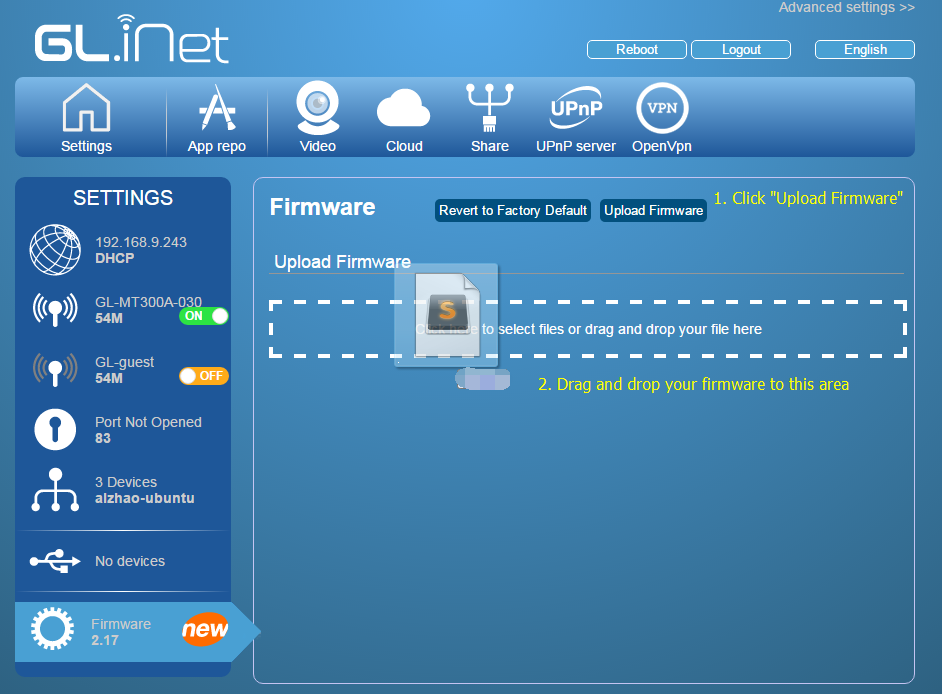 Advanced settings >>
GL.iNet
Reboot
Logout
English
Settings
App repo
Video
Cloud
Share
UPnP
UPnP server
VPN
OpenVpn
SETTINGS
192.168.9.243
DHCP
GL-MT300A-030
54M
ON
GL-guest
54M
OFF
Port Not Opened
83
3 Devices
alzhao-ubuntu
No devices
Firmware
2.17
new
Firmware
Revert to Factory Default
Upload Firmware
1. Click "Upload Firmware"
Upload Firmware
S
Click here to select files or drag and drop your file here
2. Drag and drop your firmware to this area